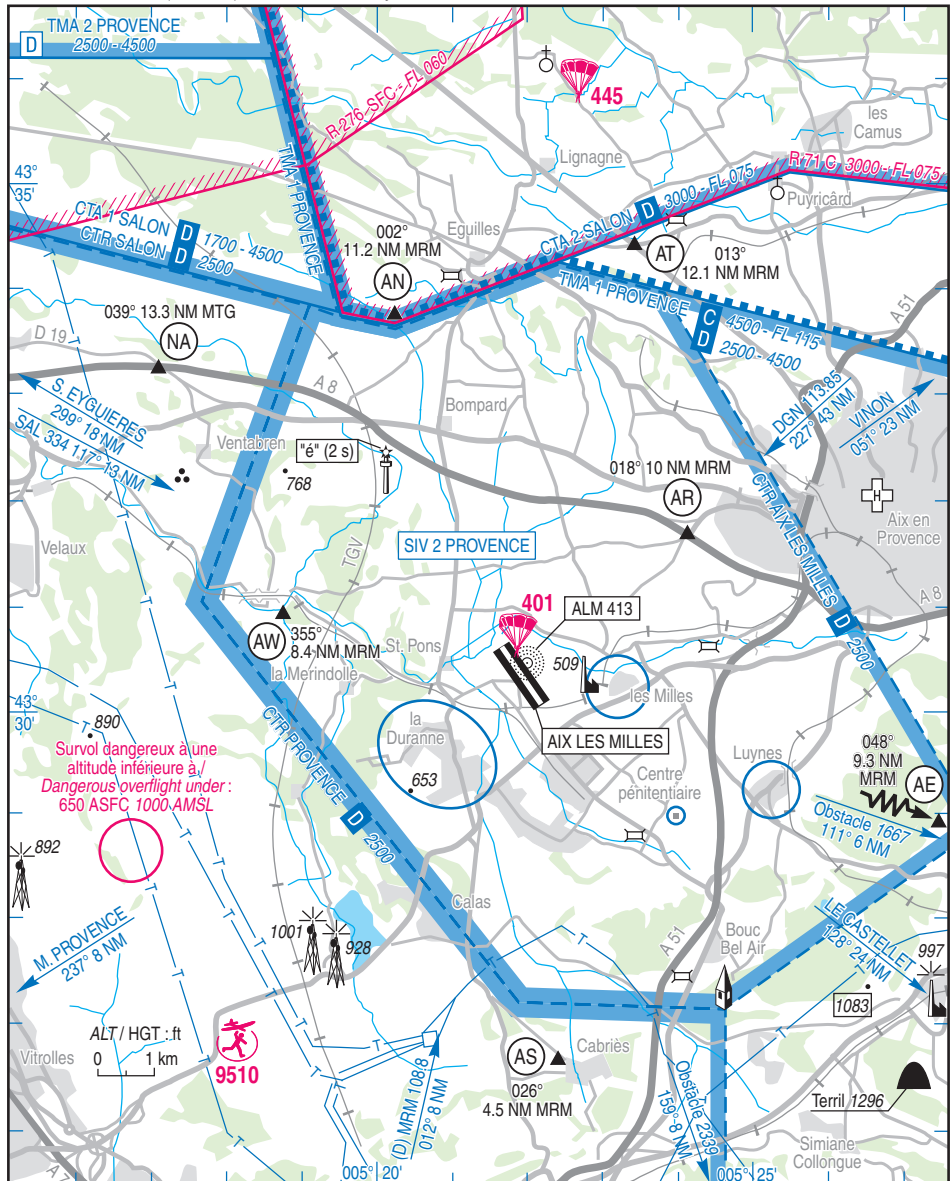 TMA 2 PROVENCE
D 2500 - 4500
R 276 SFC - FL 060
445
les
Camus
Lignagne
43°
35'
TMA 1 PROVENCE
R 71 C 3000 - FL 075
Puyricard
CTA 1 SALON D 1700 - 4500
CTR SALON D 2500
002°
11.2 NM MRM
AN
Eguilles
CTA 2 SALON D 3000 - FL 075
AT
013°
12.1 NM MRM
TMA 1 PROVENCE
C 4500 - FL 115
D 2500 - 4500
A 51
039° 13.3 NM MTG
NA
D 19
A 8
S. EYGUIERES
299° 18 NM
SAL 334 117° 13 NM
Bompard
DGN 113.85
227° 43 NM
VINON
051° 23 NM
Ventabren
"é" (2 s)
768
018° 10 NM MRM
AR
H
Aix en
Provence
Velaux
TGV
SIV 2 PROVENCE
CTR AIX LES MILLES D 2500
A 8
401
ALM 413
AW
355°
8.4 NM MRM
St. Pons
la Merindolle
509
les Milles
43°
30'
890
la
Duranne
AIX LES MILLES
Survol dangereux à une
altitude inférieure à /
Dangerous overflight under :
650 ASFC 1000 AMSL
653
CTR PROVENCE D 2500
Centre
pénitentiaire
Luynes
048°
9.3 NM
MRM
AE
Obstacle 1667
111° 6 NM
892
Calas
M. PROVENCE
237° 8 NM
1001
928
A 51
Bouc
Bel Air
LE CASTELLET
128° 24 NM
997
1083
ALT / HGT : ft
0 1 km
Vitrolles
9510
(D) MRM 108.8
012° 8 NM
AS
026°
4.5 NM MRM
Cabriès
Obstacle 2339
159° 8 NM
Terril 1296
Simiane
Collongue
A 7
005° 20'
005° 25'